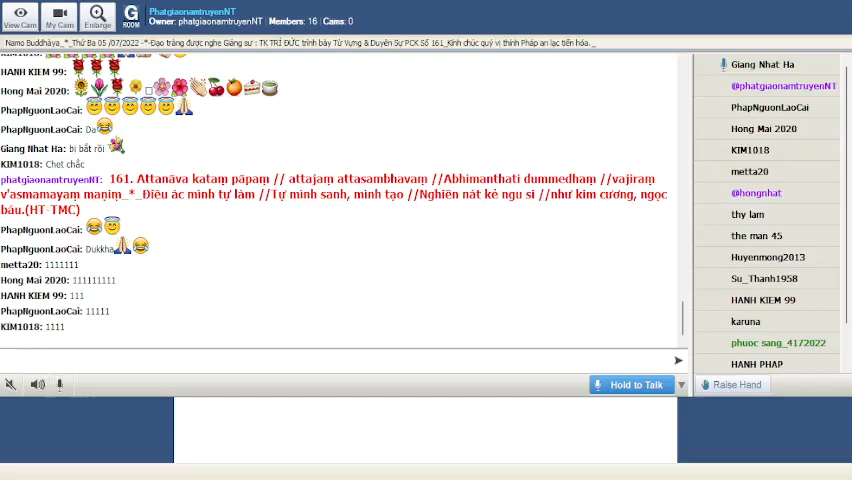 View Cam
My Cam
Enlarge
G
ROOM
PhatgiaonamtruyenNT
Owner: phatgiaonamtruyenNT | Members: 16 | Cams: 0
Namo Buddhàya_*_Thứ Ba 05 /07/2022 -*-Đạo tràng được nghe Giảng sư : TK TRÍ ĐỨC trình bày Từ Vựng & Duyên Sự PCK Số 161_Kính chúc quý vị thính Pháp an lạc tiến hóa._
HANH KIEM 99:
Hong Mai 2020:
PhapNguonLaoCai:
PhapNguonLaoCai: Da
Giang Nhat Ha: bị bắt rồi
KIM1018: Chet chắc
phatgiaonamtruyenNT: 161. Attanāva kataṃ pāpaṃ // attajaṃ attasambhavaṃ //Abhimanthati dummedhaṃ //vajiraṃ
v'asmamayaṃ maṇiṃ_*_Điều ác mình tự làm //Tự mình sanh, mình tạo //Nghiền nát kẻ ngu si //như kim cương, ngọc
báu.(HT-TMC)
PhapNguonLaoCai:
PhapNguonLaoCai: Dukkha
metta20: 1111111
Hong Mai 2020: 111111111
HANH KIEM 99: 111
PhapNguonLaoCai: 11111
KIM1018: 1111
Hold to Talk
Giang Nhat Ha
@phatgiaonamtruyenNT
PhapNguonLaoCai
Hong Mai 2020
KIM1018
metta20
@hongnhat
thy lam
the man 45
Huyenmong2013
Su_Thanh1958
HANH KIEM 99
karuna
phuoc sang_4172022
HANH PHAP
Raise Hand